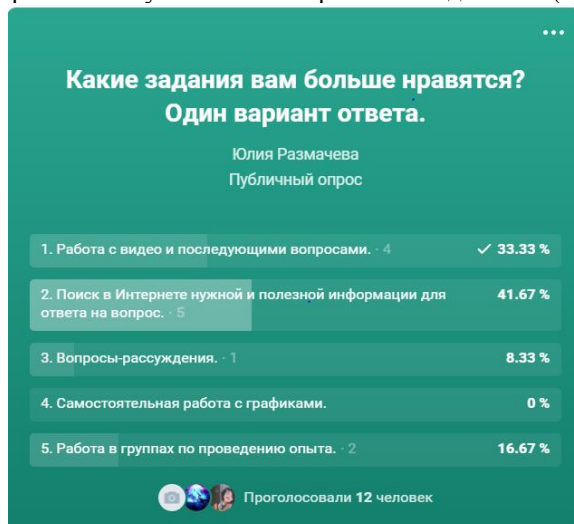 Какие задания вам больше нравятся?
Один вариант ответа.
Юлия Размачева
Публичный опрос
1. Работа с видео и последующими вопросами. · 4 33.33 %
2. Поиск в Интернете нужной и полезной информации для 41.67 %
ответа на вопрос. · 5
3. Вопросы-рассуждения. · 1 8.33 %
4. Самостоятельная работа с графиками. 0 %
5. Работа в группах по проведению опыта. · 2 16.67 %
Проголосовали 12 человек